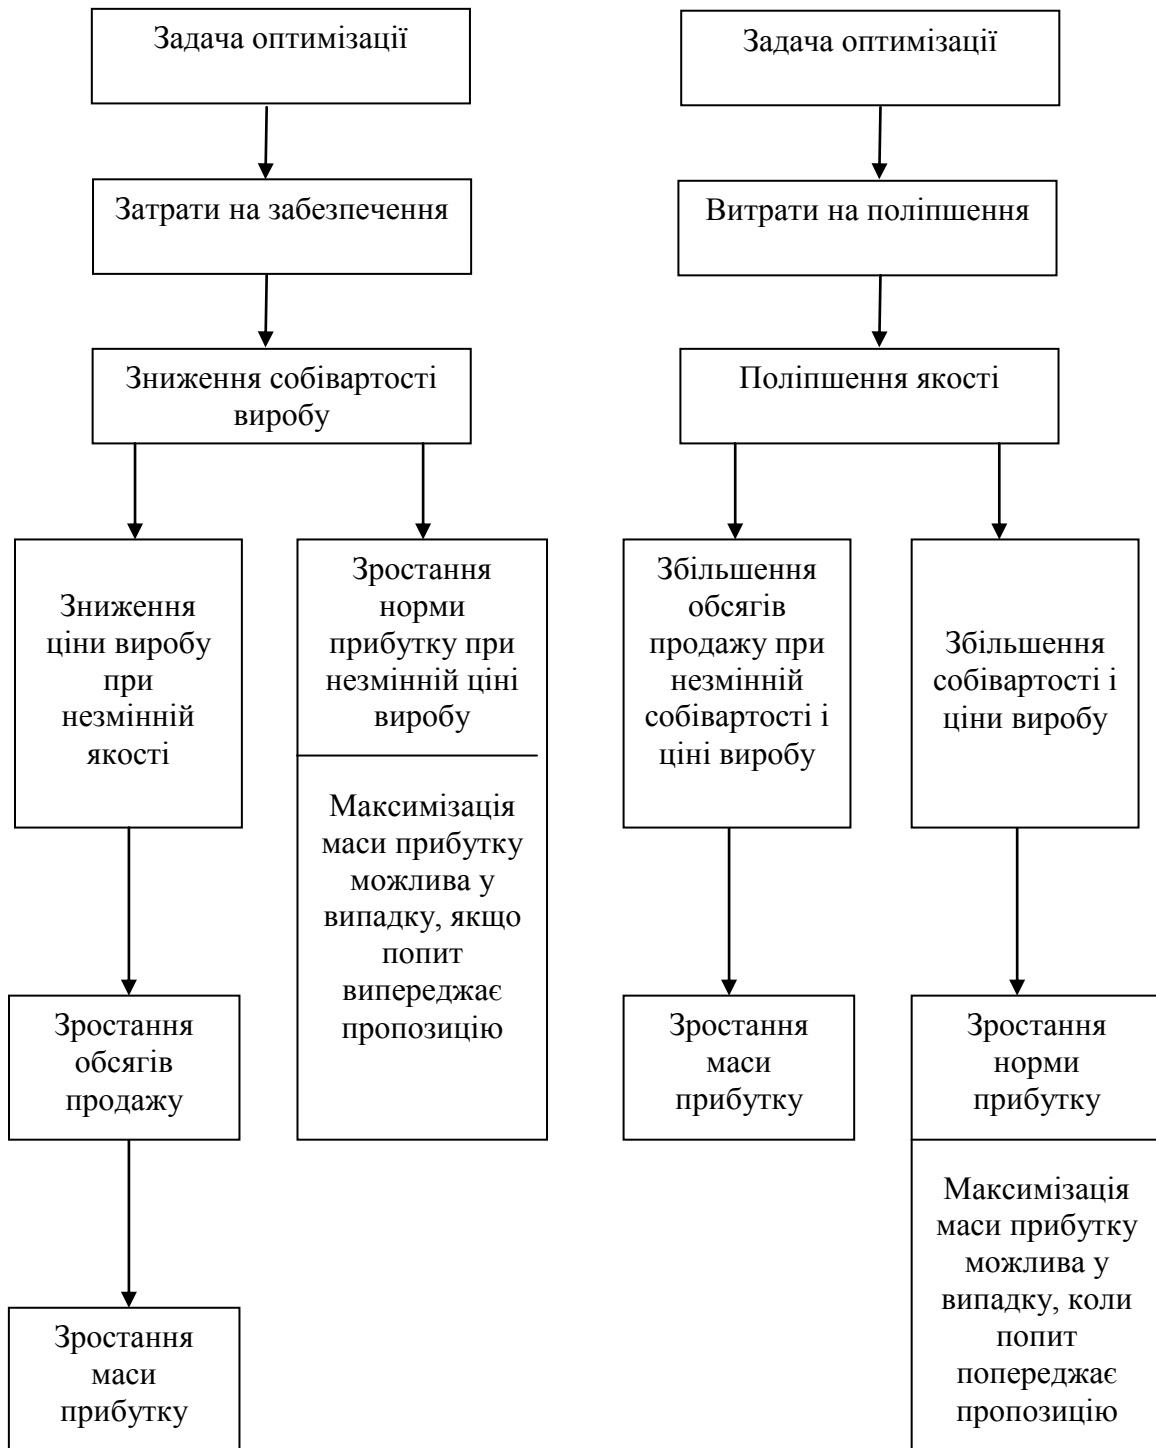 Задача оптимізації
Затрати на забезпечення
Зниження собівартості
виробу
Зниження
ціни виробу
при
незмінній
якості
Зростання
обсягів
продажу
Зростання
маси
прибутку
Зростання
норми
прибутку при
незмінній ціні
виробу
Максимізація
маси прибутку
можлива у
випадку, якщо
попит
випереджає
пропозицію
Задача оптимізації
Витрати на поліпшення
Поліпшення якості
Збільшення
обсягів
продажу при
незмінній
собівартості і
ціні виробу
Зростання
маси
прибутку
Збільшення
собівартості і
ціни виробу
Зростання
норми
прибутку
Максимізація
маси прибутку
можлива у
випадку, коли
попит
попереджає
пропозицію